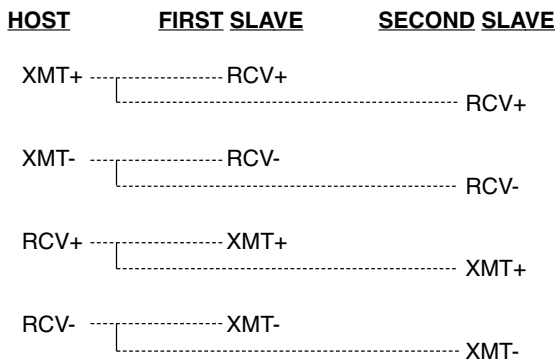 HOST FIRST SLAVE SECOND SLAVE
XMT+ RCV+
RCV+
XMT- RCV-
RCV-
RCV+ XMT+
XMT+
RCV- XMT-
XMT-